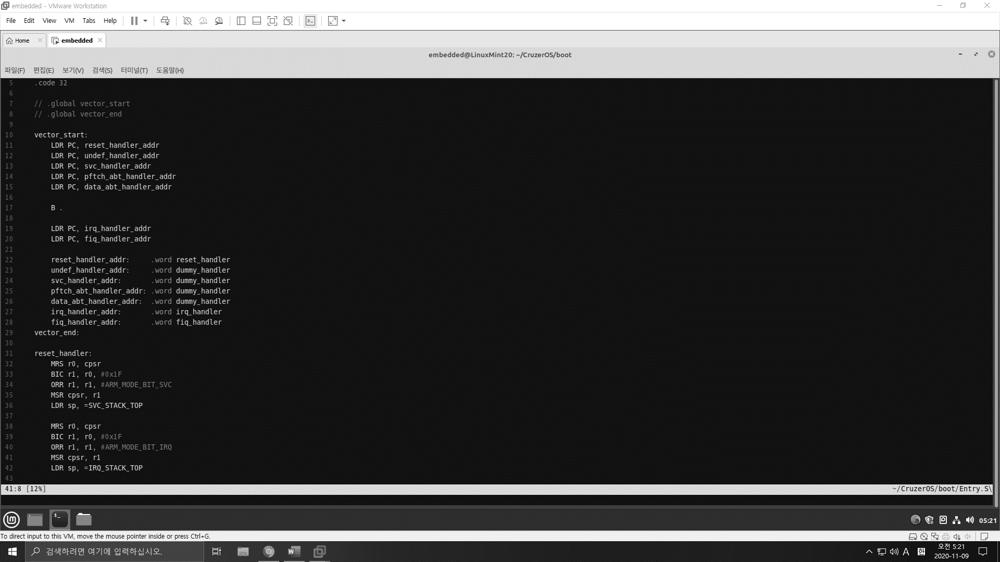 embedded - VMware Workstation
File Edit View VM Tabs Help
Home embedded
embedded@LinuxMint20: ~/CruzerOS/boot
파일(F) 편집(E) 보기(V) 검색(S) 터미널(T) 도움말(H)
5 .code 32
6
7 // .global vector_start
8 // .global vector_end
9
10 vector_start:
11 LDR PC, reset_handler_addr
12 LDR PC, undef_handler_addr
13 LDR PC, svc_handler_addr
14 LDR PC, pftch_abt_handler_addr
15 LDR PC, data_abt_handler_addr
16
17 B .
18
19 LDR PC, irq_handler_addr
20 LDR PC, fiq_handler_addr
21
22 reset_handler_addr: .word reset_handler
23 undef_handler_addr: .word dummy_handler
24 svc_handler_addr: .word dummy_handler
25 pftch_abt_handler_addr: .word dummy_handler
26 data_abt_handler_addr: .word dummy_handler
27 irq_handler_addr: .word irq_handler
28 fiq_handler_addr: .word fiq_handler
29 vector_end:
30
31 reset_handler:
32 MRS r0, cpsr
33 BIC r1, r0, #0x1F
34 ORR r1, r1, #ARM_MODE_BIT_SVC
35 MSR cpsr, r1
36 LDR sp, =SVC_STACK_TOP
37
38 MRS r0, cpsr
39 BIC r1, r0, #0x1F
40 ORR r1, r1, #ARM_MODE_BIT_IRQ
41 MSR cpsr, r1
42 LDR sp, =IRQ_STACK_TOP
43
41:8 [12%] ~/CruzerOS/boot/Entry.S\
05:21
To direct input to this VM, move the mouse pointer inside or press Ctrl+G.
검색하려면 여기에 입력하십시오.
A 한 오전 5:21
2020-11-09